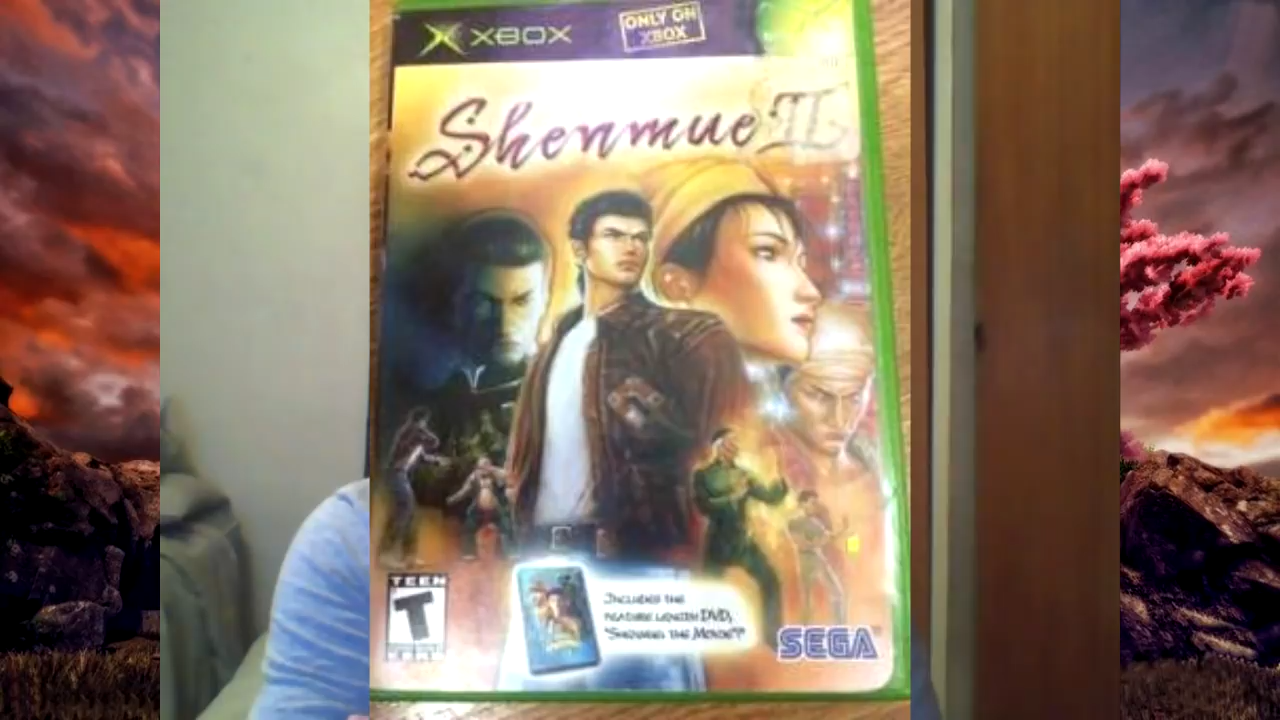 XBOX
ONLY ON
XBOX
Shenmue II
TEEN
T
INCLUDES THE
FEATURE LENGTH DVD,
"SHENMUE THE MOVIE"!
SEGA